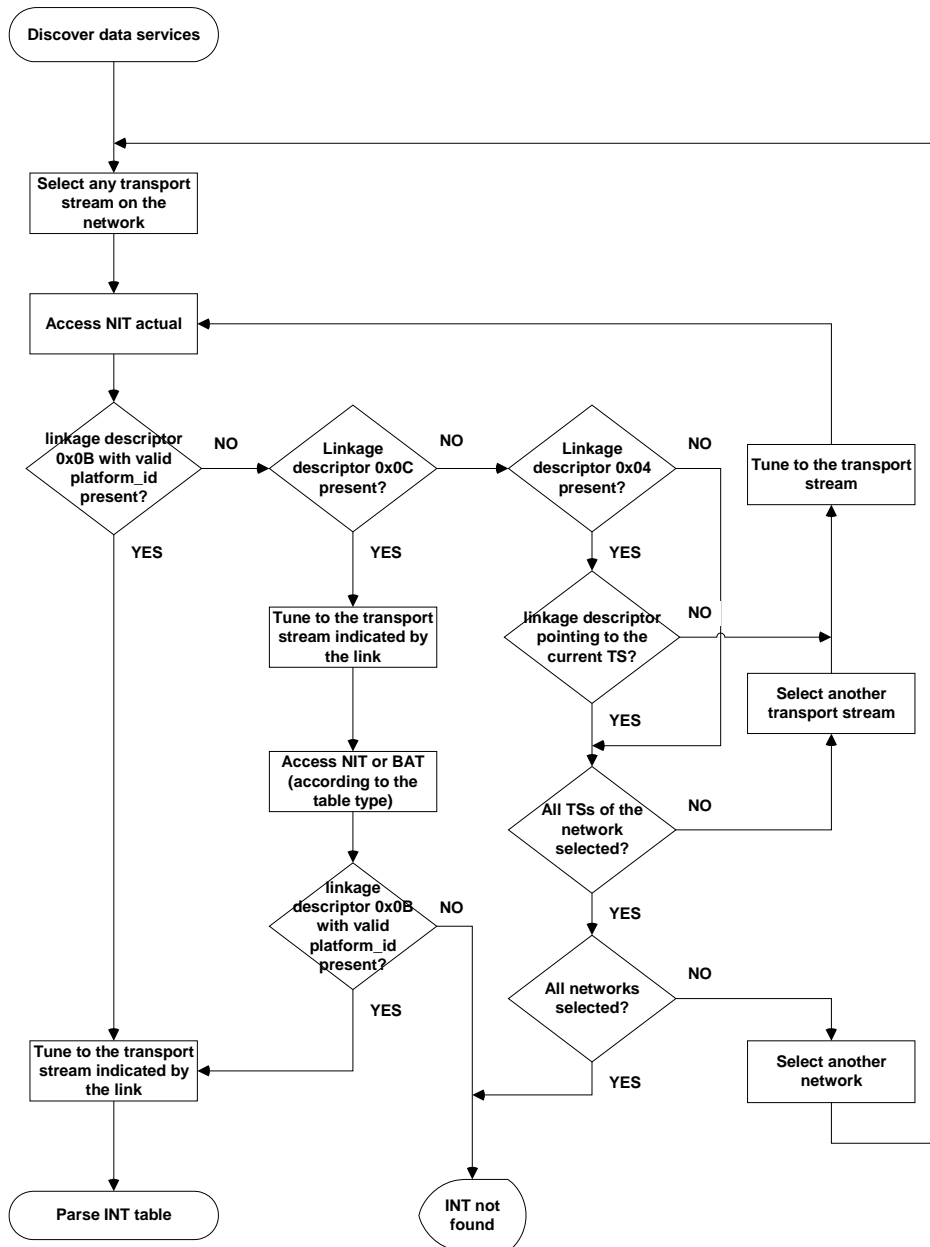 Discover data services
Select any transport
stream on the
network
Access NIT actual
linkage descriptor
0x0B with valid
platform_id
present?
NO
Linkage
descriptor 0x0C
present?
NO
Linkage
descriptor 0x04
present?
NO
Tune to the transport
stream
YES
YES
YES
Tune to the transport
stream indicated by
the link
linkage descriptor
pointing to the
current TS?
NO
Select another
transport stream
YES
Access NIT or BAT
(according to the
table type)
All TSs of the
network
selected?
NO
linkage
descriptor 0x0B
with valid
platform_id
present?
NO
YES
All networks
selected?
NO
YES
Tune to the transport
stream indicated by
the link
YES
Select another
network
Parse INT table
INT not
found